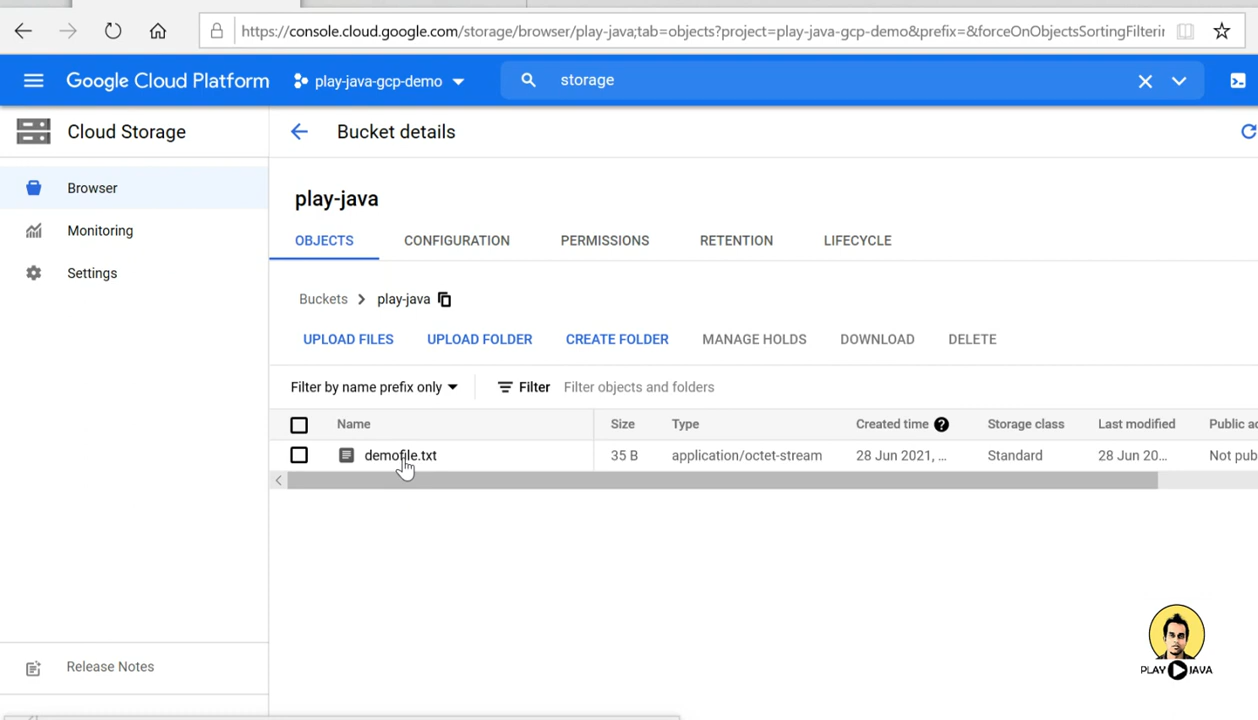 https://console.cloud.google.com/storage/browser/play-java;tab=objects?project=play-java-gcp-demo&prefix=&forceOnObjectsSortingFilterin
Google Cloud Platform play-java-gcp-demo storage
Cloud Storage Bucket details
Browser
Monitoring
Settings
play-java
OBJECTS CONFIGURATION PERMISSIONS RETENTION LIFECYCLE
Buckets play-java
UPLOAD FILES UPLOAD FOLDER CREATE FOLDER MANAGE HOLDS DOWNLOAD DELETE
Filter by name prefix only Filter Filter objects and folders
Name Size Type Created time Storage class Last modified Public ac
demofile.txt 35 B application/octet-stream 28 Jun 2021, ... Standard 28 Jun 20... Not pub
Release Notes
PLAY JAVA